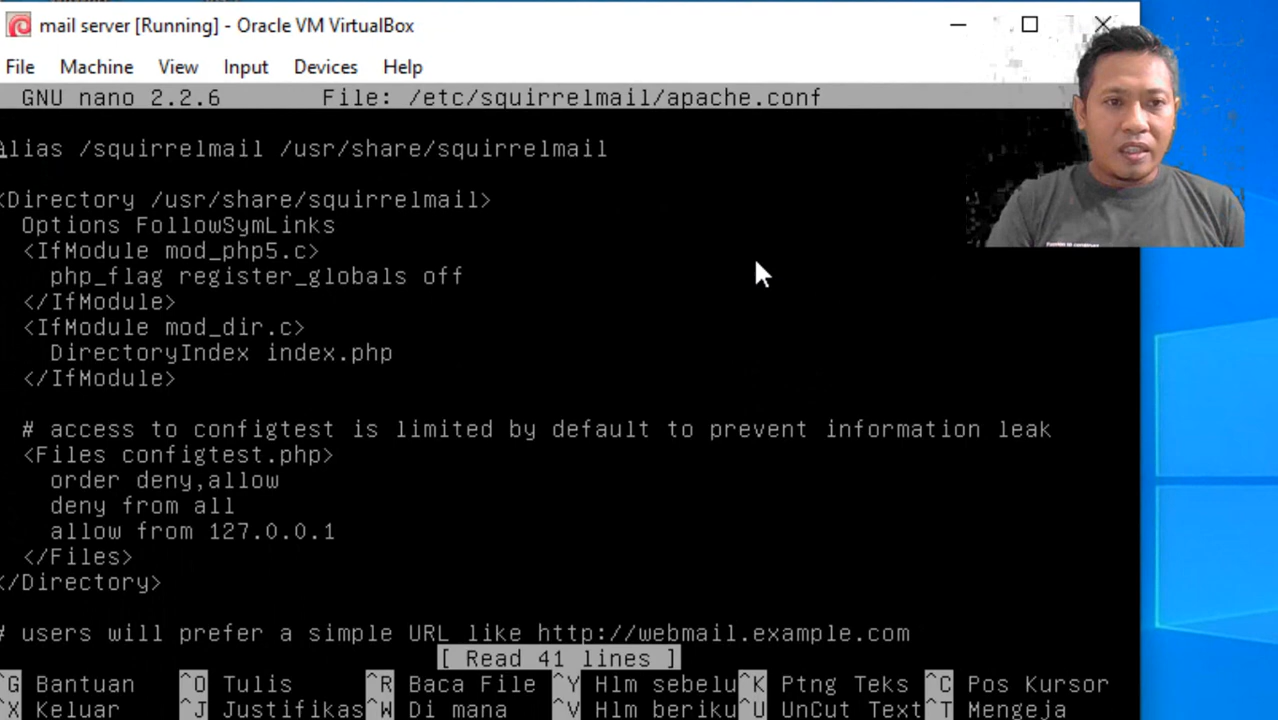 mail server [Running] - Oracle VM VirtualBox
File Machine View Input Devices Help
GNU nano 2.2.6 File: /etc/squirrelmail/apache.conf
Alias /squirrelmail /usr/share/squirrelmail
<Directory /usr/share/squirrelmail>
Options FollowSymLinks
<IfModule mod_php5.c>
php_flag register_globals off
</IfModule>
<IfModule mod_dir.c>
DirectoryIndex index.php
</IfModule>
# access to configtest is limited by default to prevent information leak
<Files configtest.php>
order deny,allow
deny from all
allow from 127.0.0.1
</Files>
</Directory>
# users will prefer a simple URL like http://webmail.example.com
[ Read 41 lines ]
^G Bantuan ^O Tulis ^R Baca File ^Y Hlm sebelu^K Ptng Teks ^C Pos Kursor
^X Keluar ^J Justifikas^W Di mana ^V Hlm beriku^U UnCut Text^T Mengeja